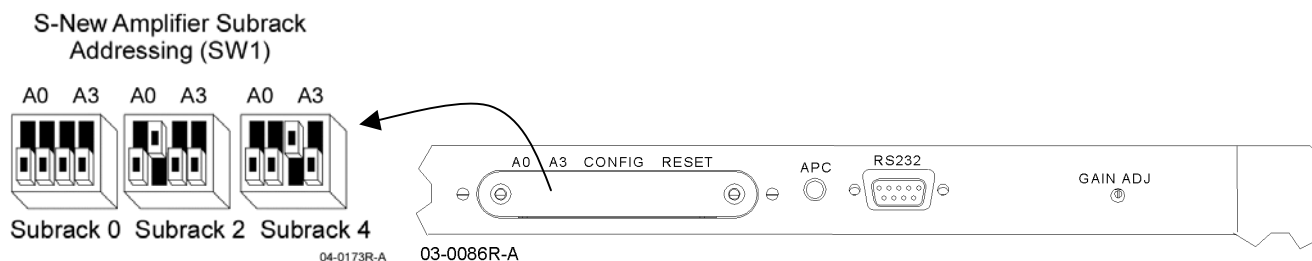 S-New Amplifier Subrack
Addressing (SW1)
A0 A3 A0 A3 A0 A3
Subrack 0 Subrack 2 Subrack 4
04-0173R-A
A0 A3 CONFIG RESET
APC
RS232
GAIN ADJ
03-0086R-A